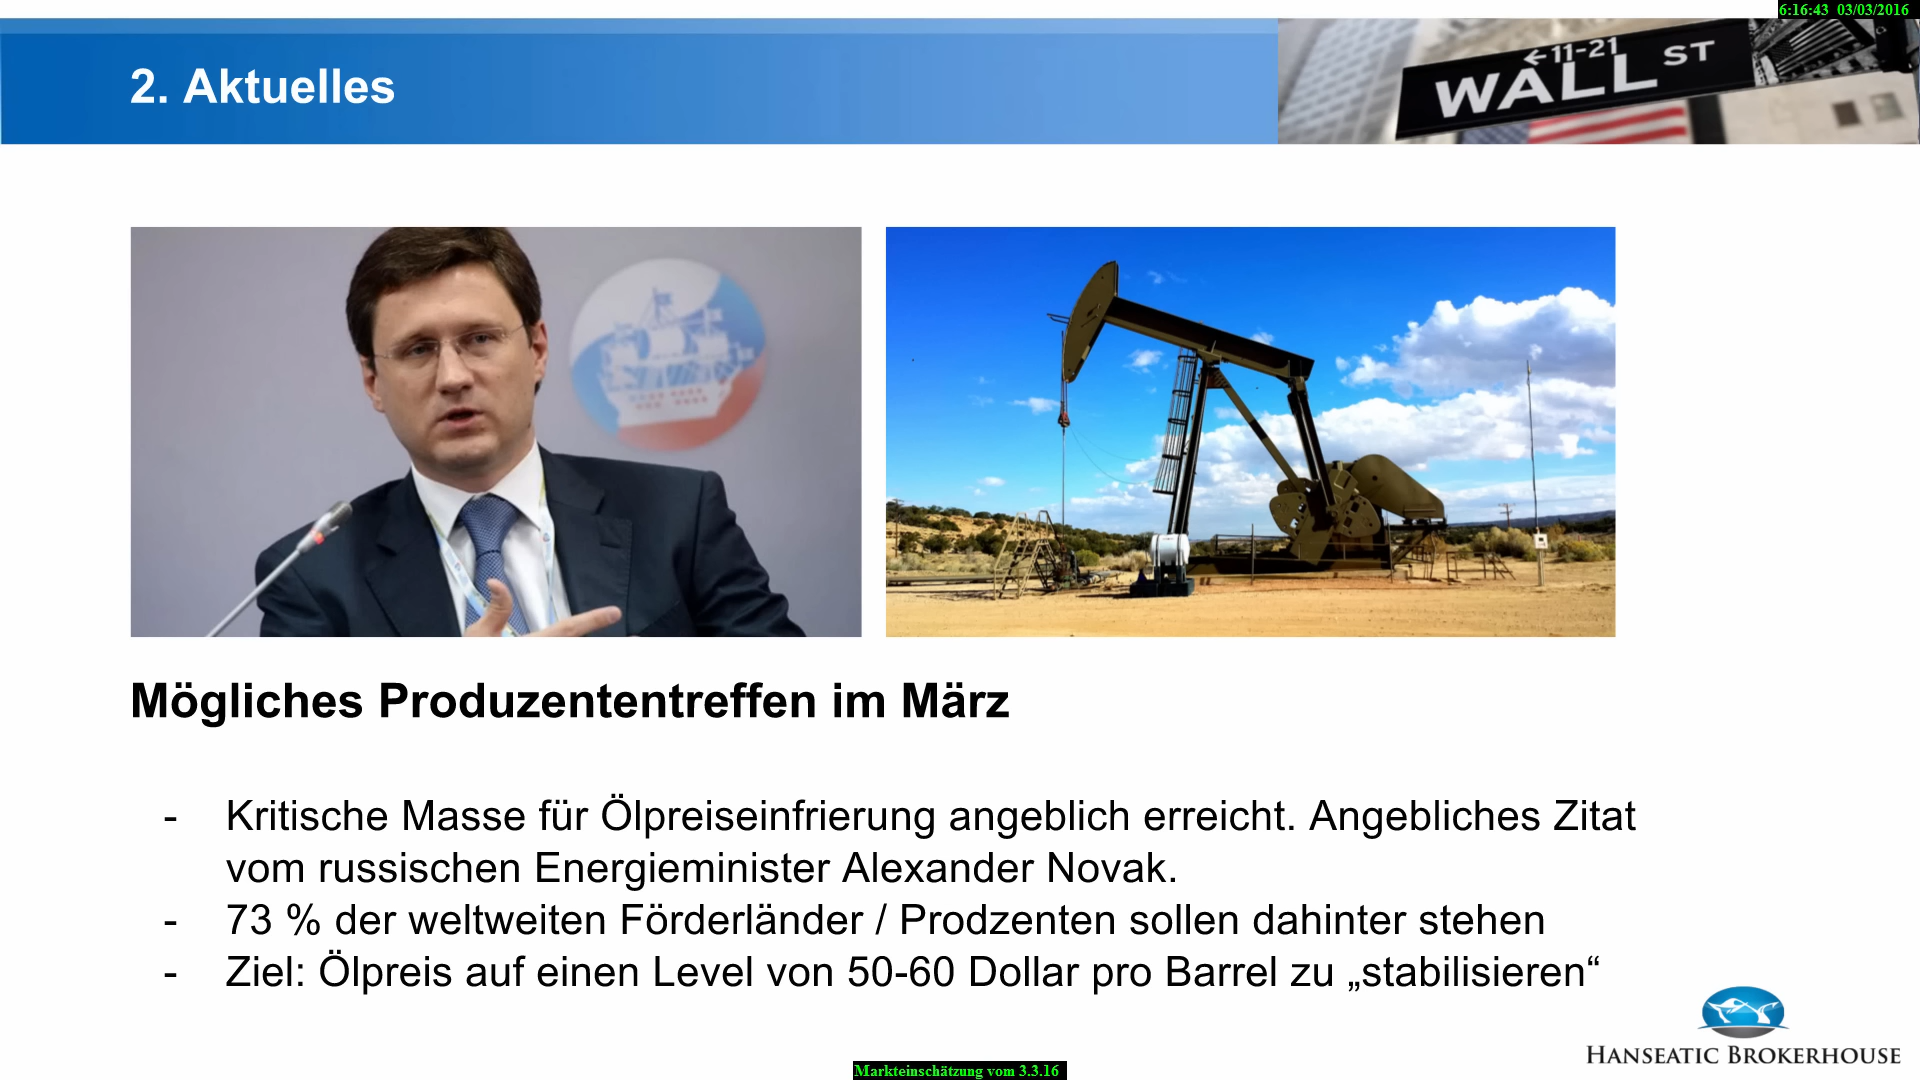 6:16:43 03/03/2016
2. Aktuelles
←11-21
WALL ST
Mögliches Produzententreffen im März
- Kritische Masse für Ölpreiseinfrierung angeblich erreicht. Angebliches Zitat
vom russischen Energieminister Alexander Novak.
- 73 % der weltweiten Förderländer / Prodzenten sollen dahinter stehen
- Ziel: Ölpreis auf einen Level von 50-60 Dollar pro Barrel zu „stabilisieren“
HANSEATIC BROKERHOUSE
Markteinschätzung vom 3.3.16